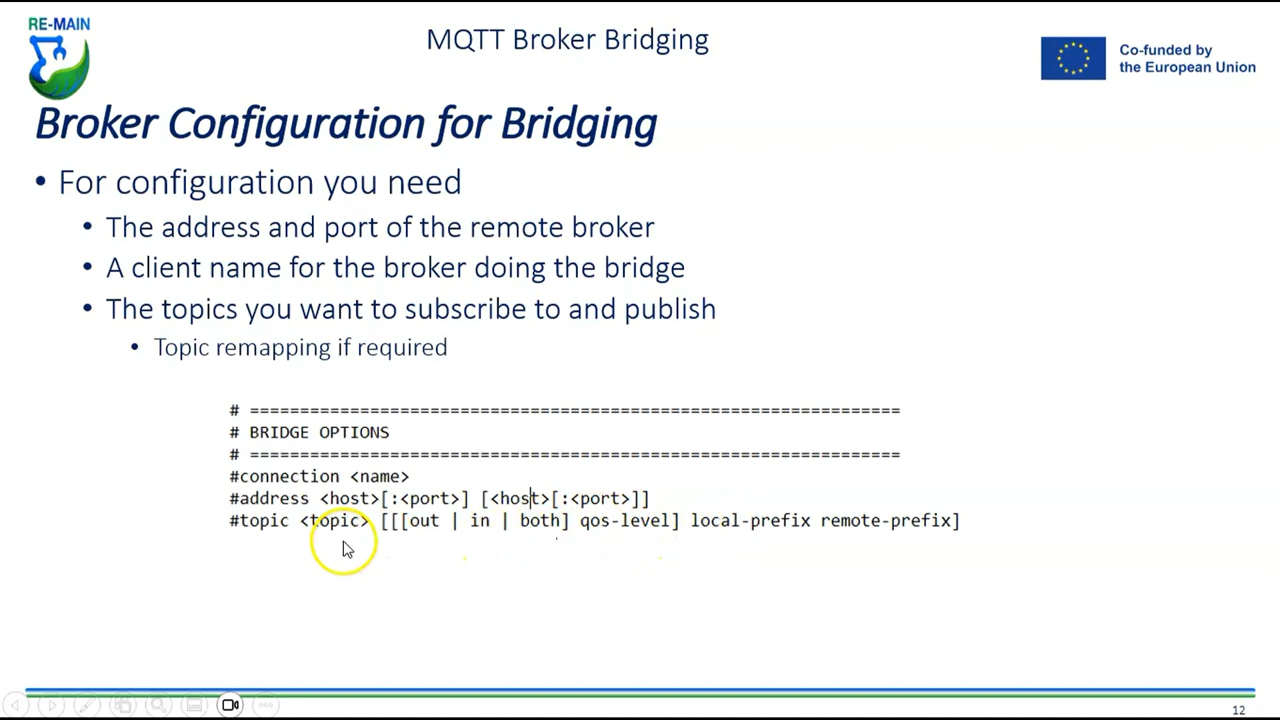 RE-MAIN
MQTT Broker Bridging
Co-funded by
the European Union
Broker Configuration for Bridging
• For configuration you need
• The address and port of the remote broker
• A client name for the broker doing the bridge
• The topics you want to subscribe to and publish
• Topic remapping if required
# =================================================================
# BRIDGE OPTIONS
# =================================================================
#connection <name>
#address <host>[:<port>] [<host>[:<port>]]
#topic <topic> [[[out | in | both] qos-level] local-prefix remote-prefix]
12